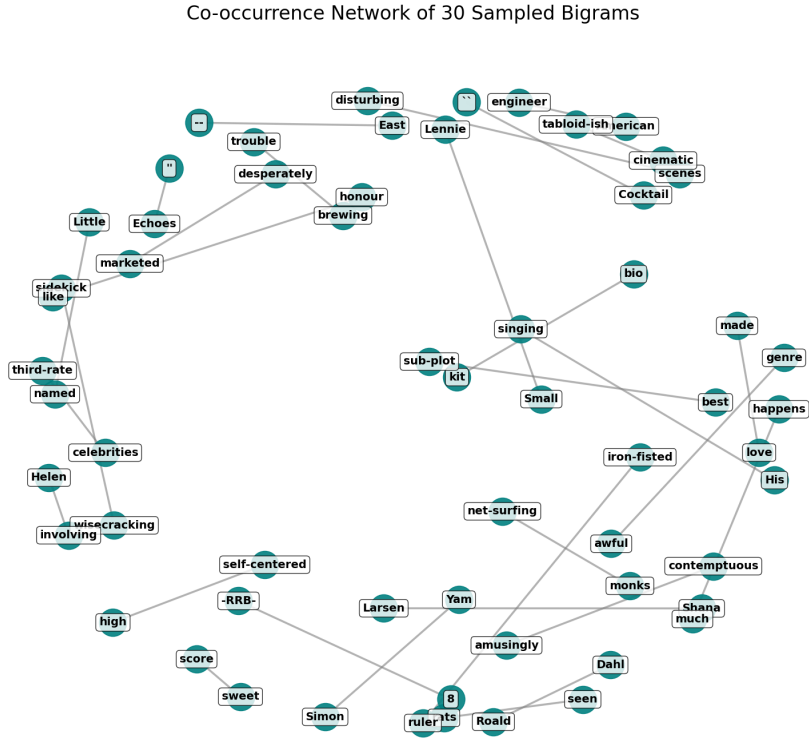 Co-occurrence Network of 30 Sampled Bigrams
disturbing
``
engineer
--
East
Lennie
tabloid-ish
trouble
cinematic
"
desperately
scenes
honour
Cocktail
brewing
Little
Echoes
marketed
bio
sidekick
like
singing
made
sub-plot
genre
third-rate
kit
named
Small
best
happens
celebrities
love
iron-fisted
Helen
His
net-surfing
wisecracking
involving
awful
self-centered
contemptuous
monks
-RRB-
Yam
Larsen
Shana
high
much
amusingly
score
Dahl
sweet
8
seen
Simon
ruler
Roald